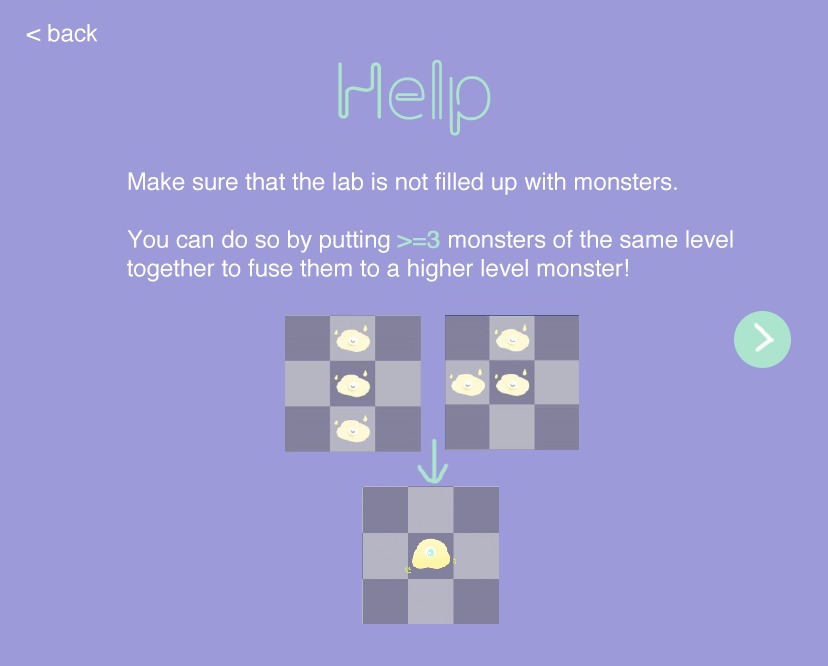 < back
Help
Make sure that the lab is not filled up with monsters.
You can do so by putting >=3 monsters of the same level
together to fuse them to a higher level monster!